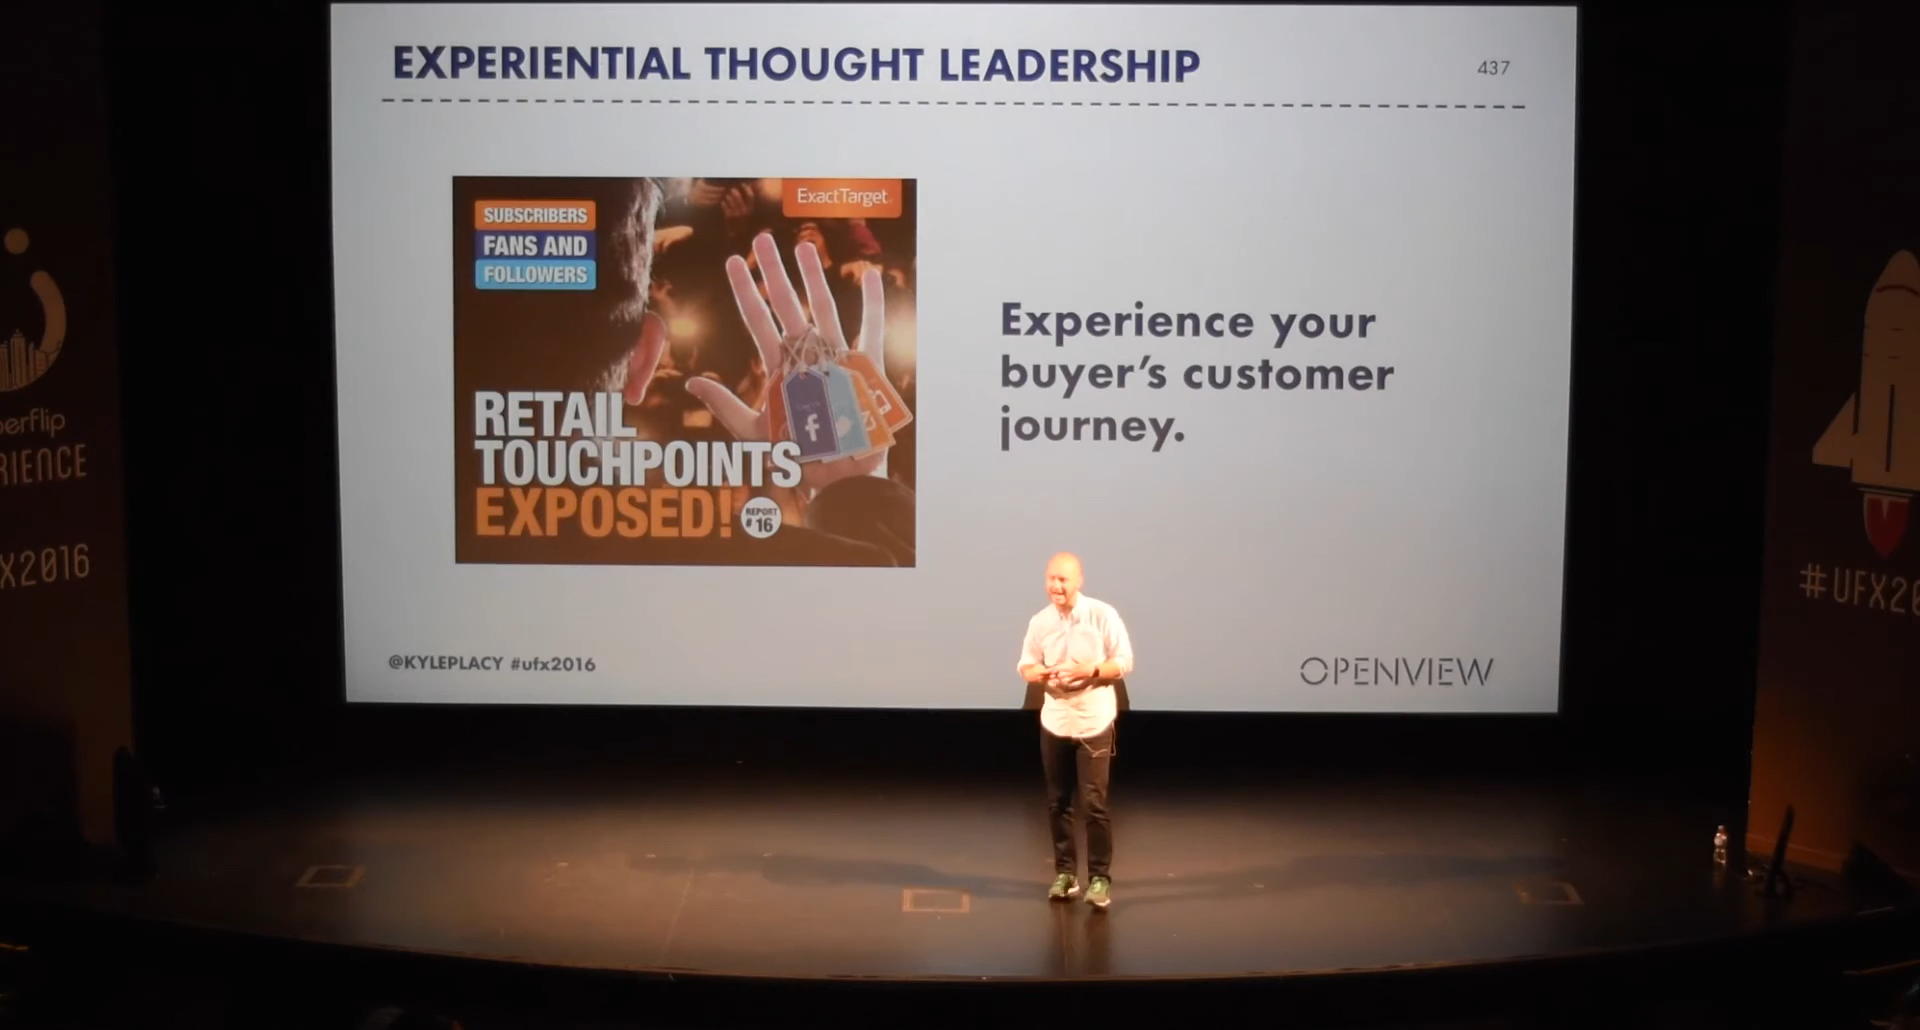 EXPERIENTIAL THOUGHT LEADERSHIP
437
ExactTarget
SUBSCRIBERS
FANS AND
FOLLOWERS
RETAIL
TOUCHPOINTS
EXPOSED!
REPORT
#16
f
Experience your
buyer's customer
journey.
@KYLEPLACY #ufx2016
OPENVIEW
berflip
RIENCE
X2016
#UFX20